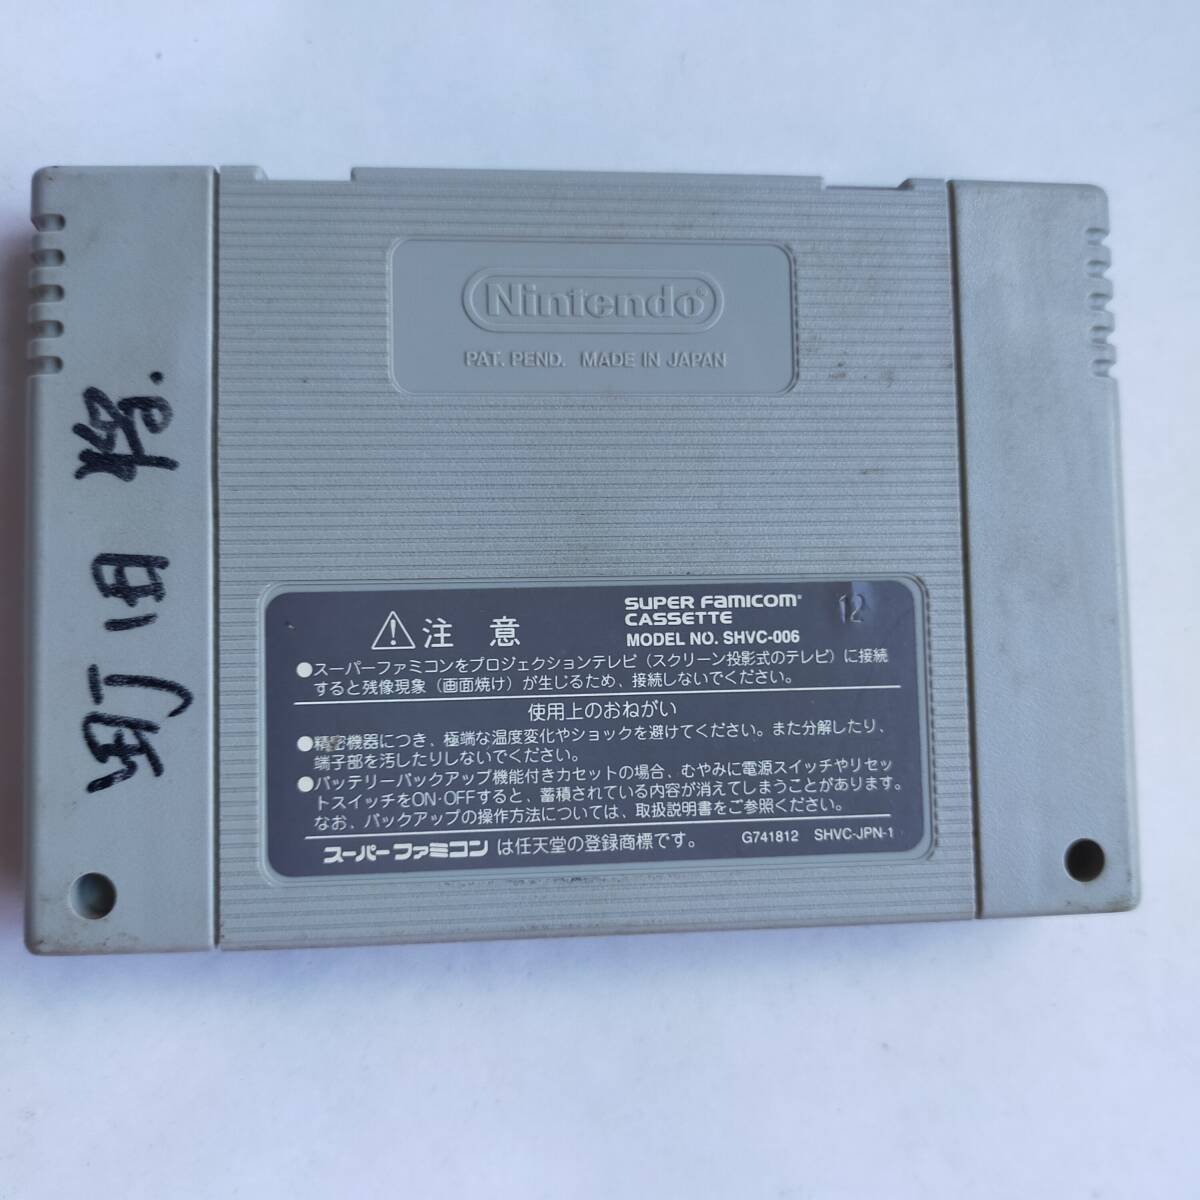 Nintendo®
PAT. PEND. MADE IN JAPAN
町田 将.
⚠注意
SUPER FAMICOM®
CASSETTE
MODEL NO. SHVC-006
12
●スーパーファミコンをプロジェクションテレビ（スクリーン投影式のテレビ）に接続
すると残像現象（画面焼け）が生じるため、接続しないでください。
使用上のおねがい
●精密機器につき、極端な温度変化やショックを避けてください。また分解したり、
端子部を汚したりしないでください。
●バッテリーバックアップ機能付きカセットの場合、むやみに電源スイッチやリセッ
トスイッチをON・OFFすると、蓄積されている内容が消えてしまうことがあります。
なお、バックアップの操作方法については、取扱説明書をご参照ください。
スーパーファミコンは任天堂の登録商標です。
G741812 SHVC-JPN-1